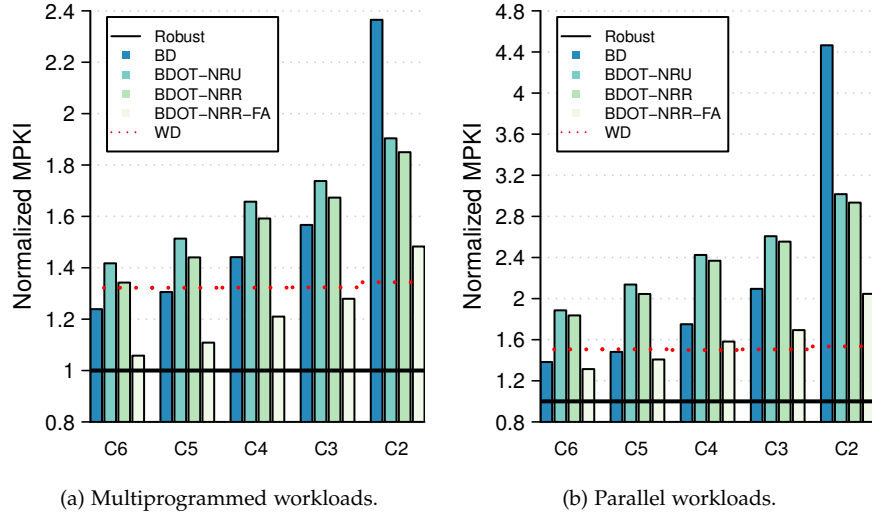 Normalized MPKI
2.4
2.2
2
1.8
1.6
1.4
1.2
1
0.8
Robust
BD
BDOT−NRU
BDOT−NRR
BDOT−NRR−FA
WD
C6 C5 C4 C3 C2
(a) Multiprogrammed workloads.
Normalized MPKI
4.8
4.4
4
3.6
3.2
2.8
2.4
2
1.6
1.2
0.8
Robust
BD
BDOT−NRU
BDOT−NRR
BDOT−NRR−FA
WD
C6 C5 C4 C3 C2
(b) Parallel workloads.